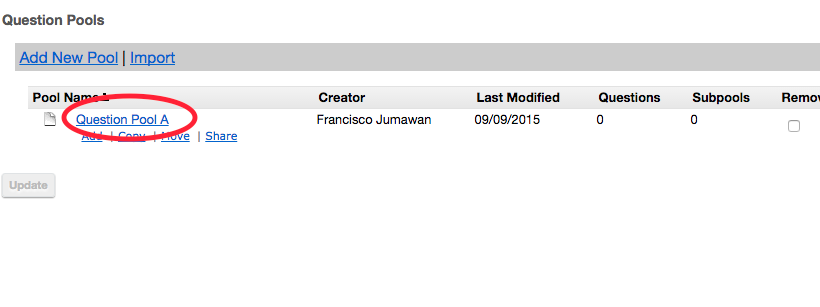 Question Pools
Add New Pool | Import
Pool Name Creator Last Modified Questions Subpools Remov
Question Pool A Francisco Jumawan 09/09/2015 0 0
Add | Copy | Move | Share
Update